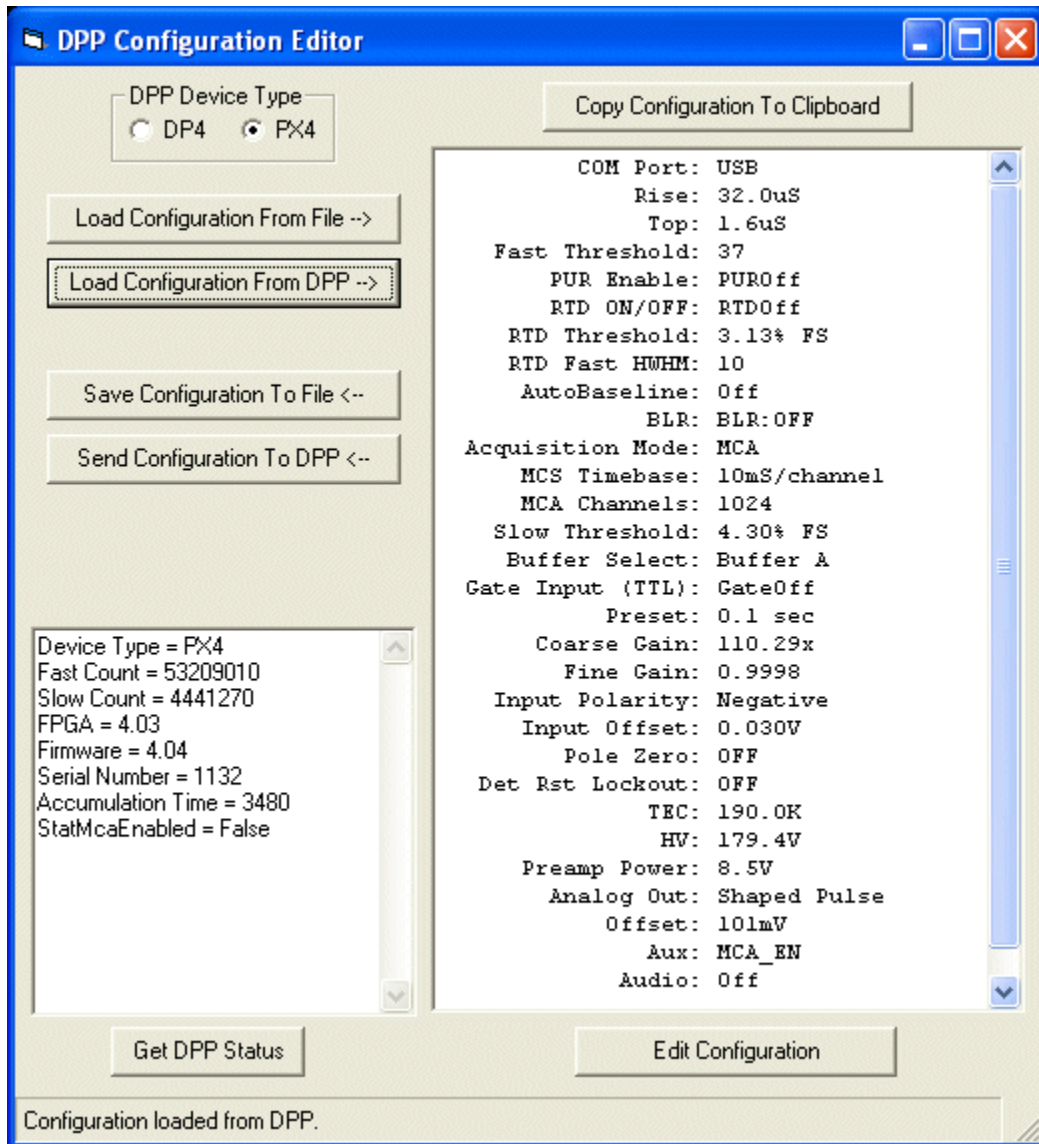 DPP Configuration Editor
DPP Device Type
DP4 PX4
Copy Configuration To Clipboard
Load Configuration From File -->
Load Configuration From DPP -->
Save Configuration To File <--
Send Configuration To DPP <--
COM Port: USB
Rise: 32.0uS
Top: 1.6uS
Fast Threshold: 37
PUR Enable: PUROff
RTD ON/OFF: RTDOff
RTD Threshold: 3.13% FS
RTD Fast HWHM: 10
AutoBaseline: Off
BLR: BLR:OFF
Acquisition Mode: MCA
MCS Timebase: 10mS/channel
MCA Channels: 1024
Slow Threshold: 4.30% FS
Buffer Select: Buffer A
Gate Input (TTL): GateOff
Preset: 0.1 sec
Coarse Gain: 110.29x
Fine Gain: 0.9998
Input Polarity: Negative
Input Offset: 0.030V
Pole Zero: OFF
Det Rst Lockout: OFF
TEC: 190.0K
HV: 179.4V
Preamp Power: 8.5V
Analog Out: Shaped Pulse
Offset: 101mV
Aux: MCA_EN
Audio: Off
Device Type = PX4
Fast Count = 53209010
Slow Count = 4441270
FPGA = 4.03
Firmware = 4.04
Serial Number = 1132
Accumulation Time = 3480
StatMcaEnabled = False
Get DPP Status
Edit Configuration
Configuration loaded from DPP.